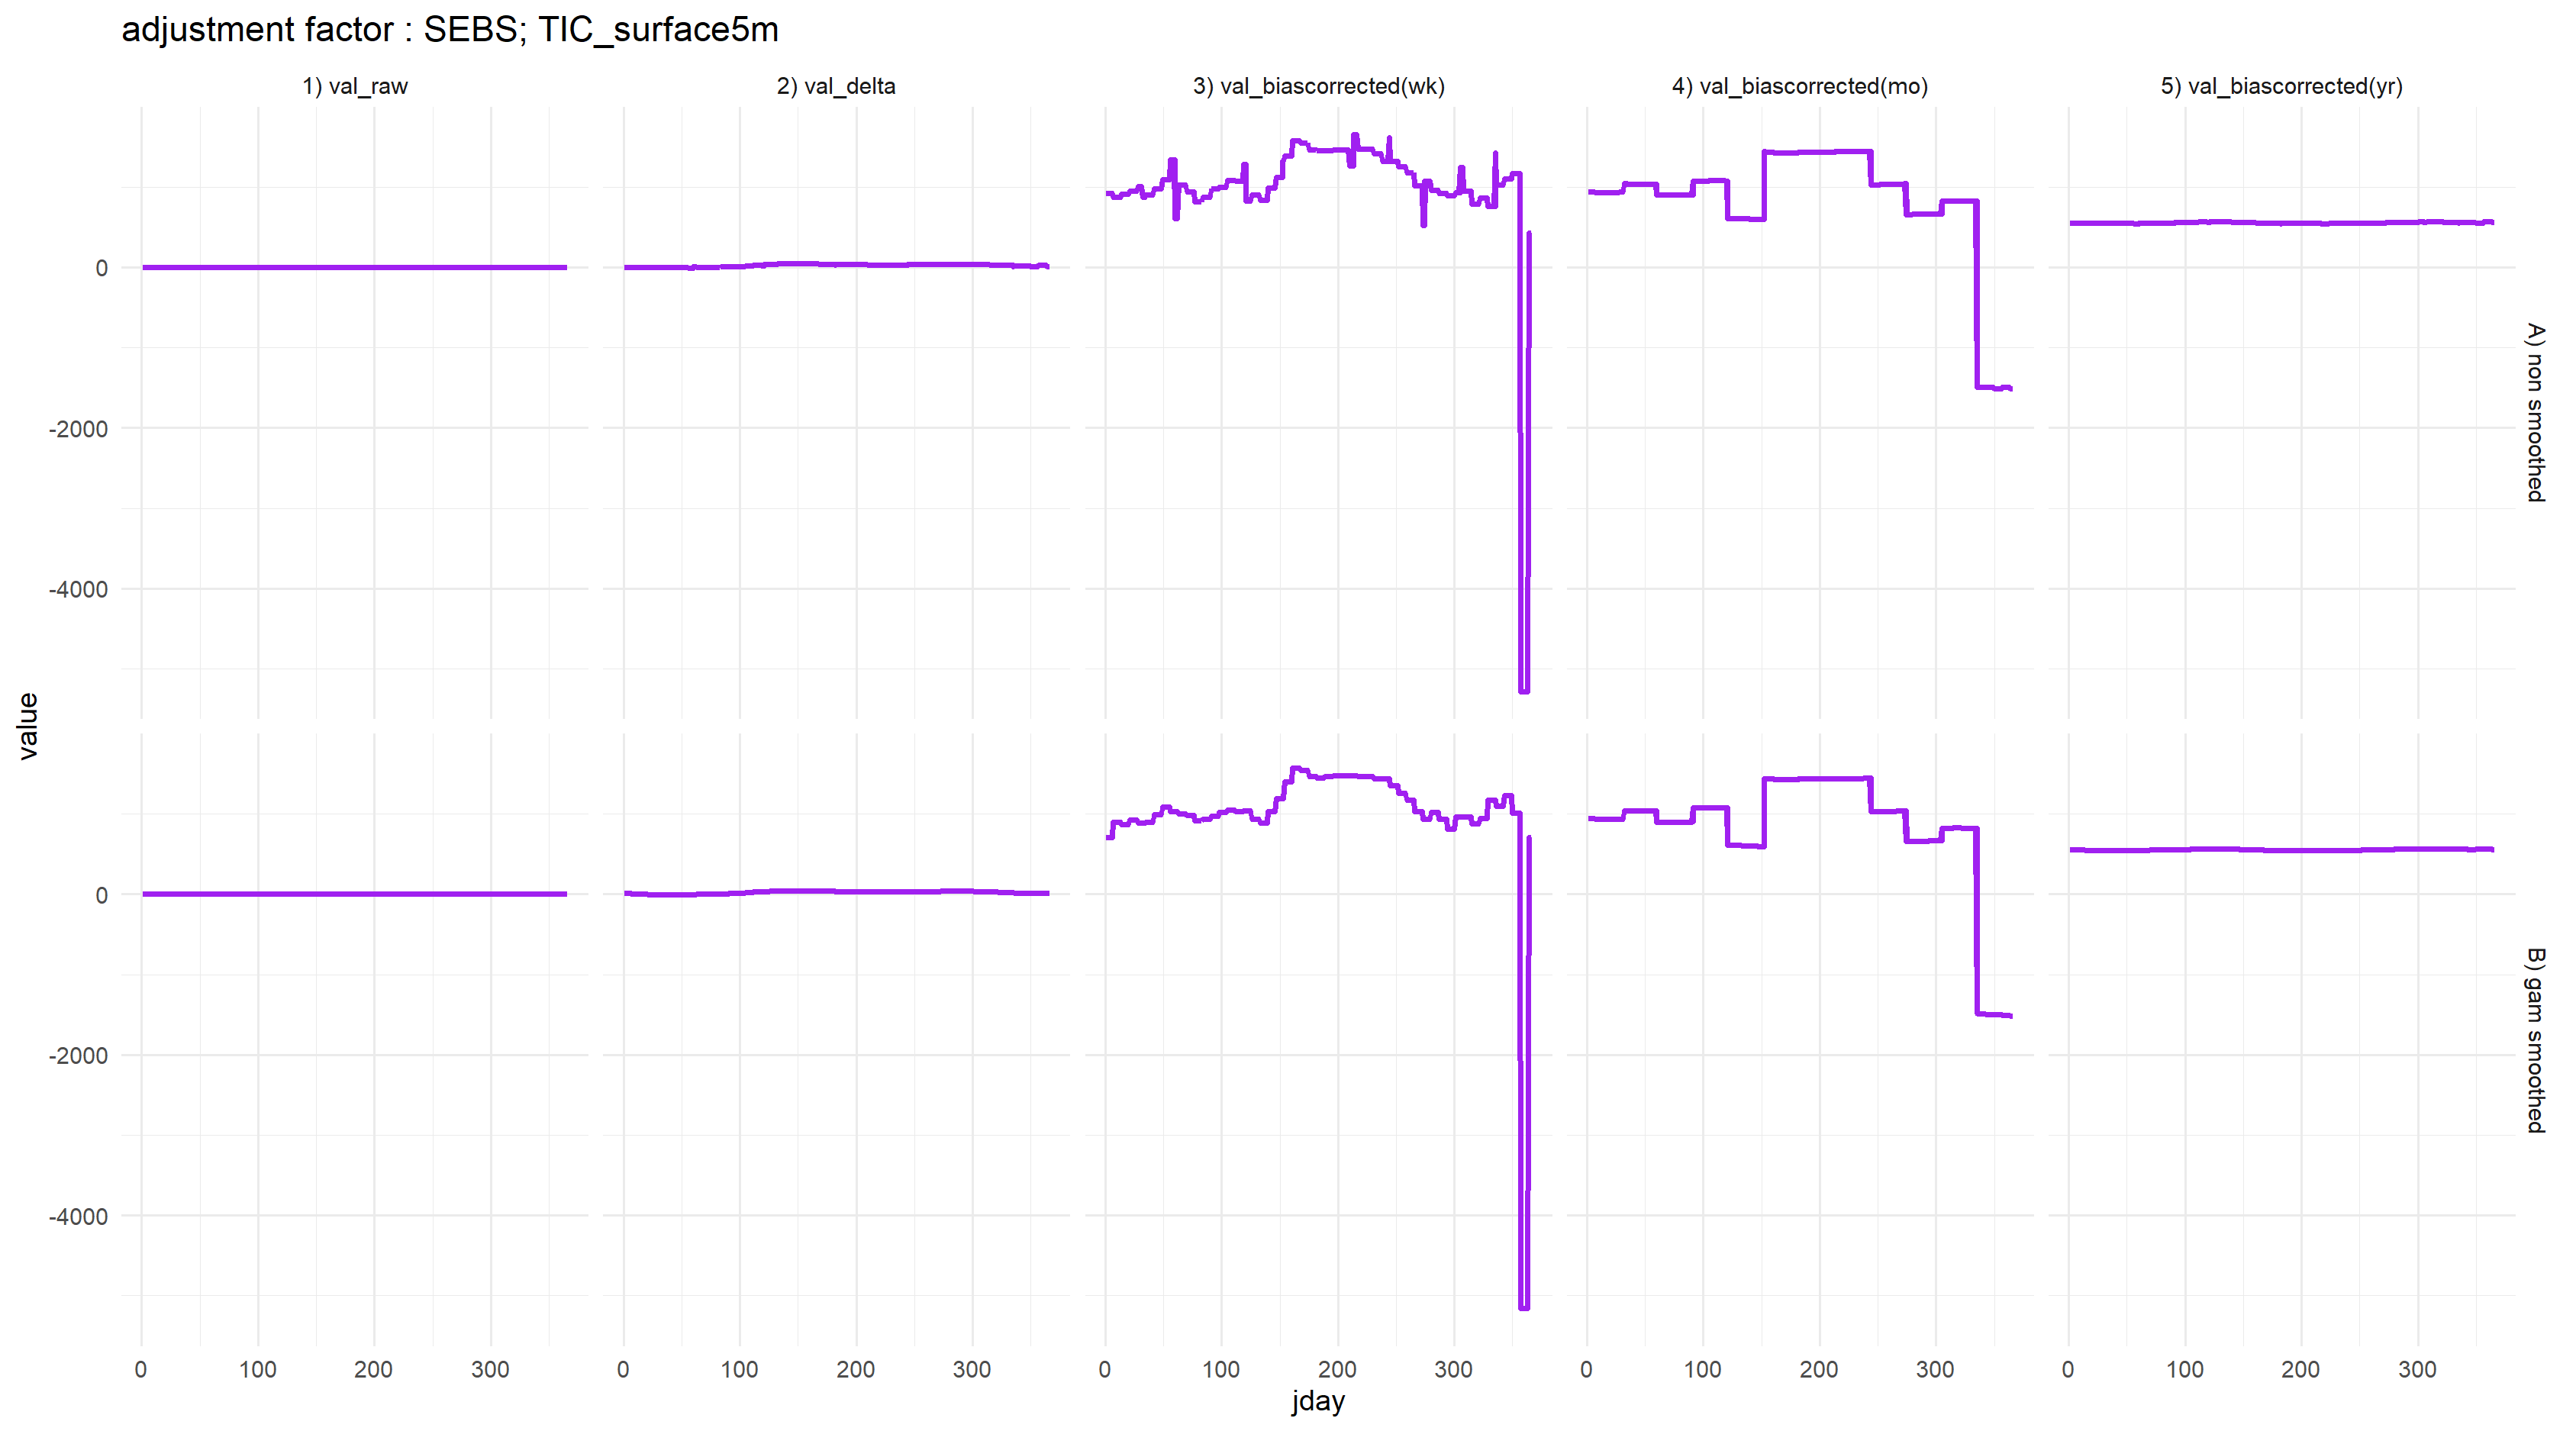 adjustment factor : SEBS; TIC_surface5m
1) val_raw
2) val_delta
3) val_biascorrected(wk)
4) val_biascorrected(mo)
5) val_biascorrected(yr)
0
-2000
-4000
A) non smoothed
value
0
-2000
-4000
B) gam smoothed
0 100 200 300
0 100 200 300
0 100 200 300
0 100 200 300
0 100 200 300
jday